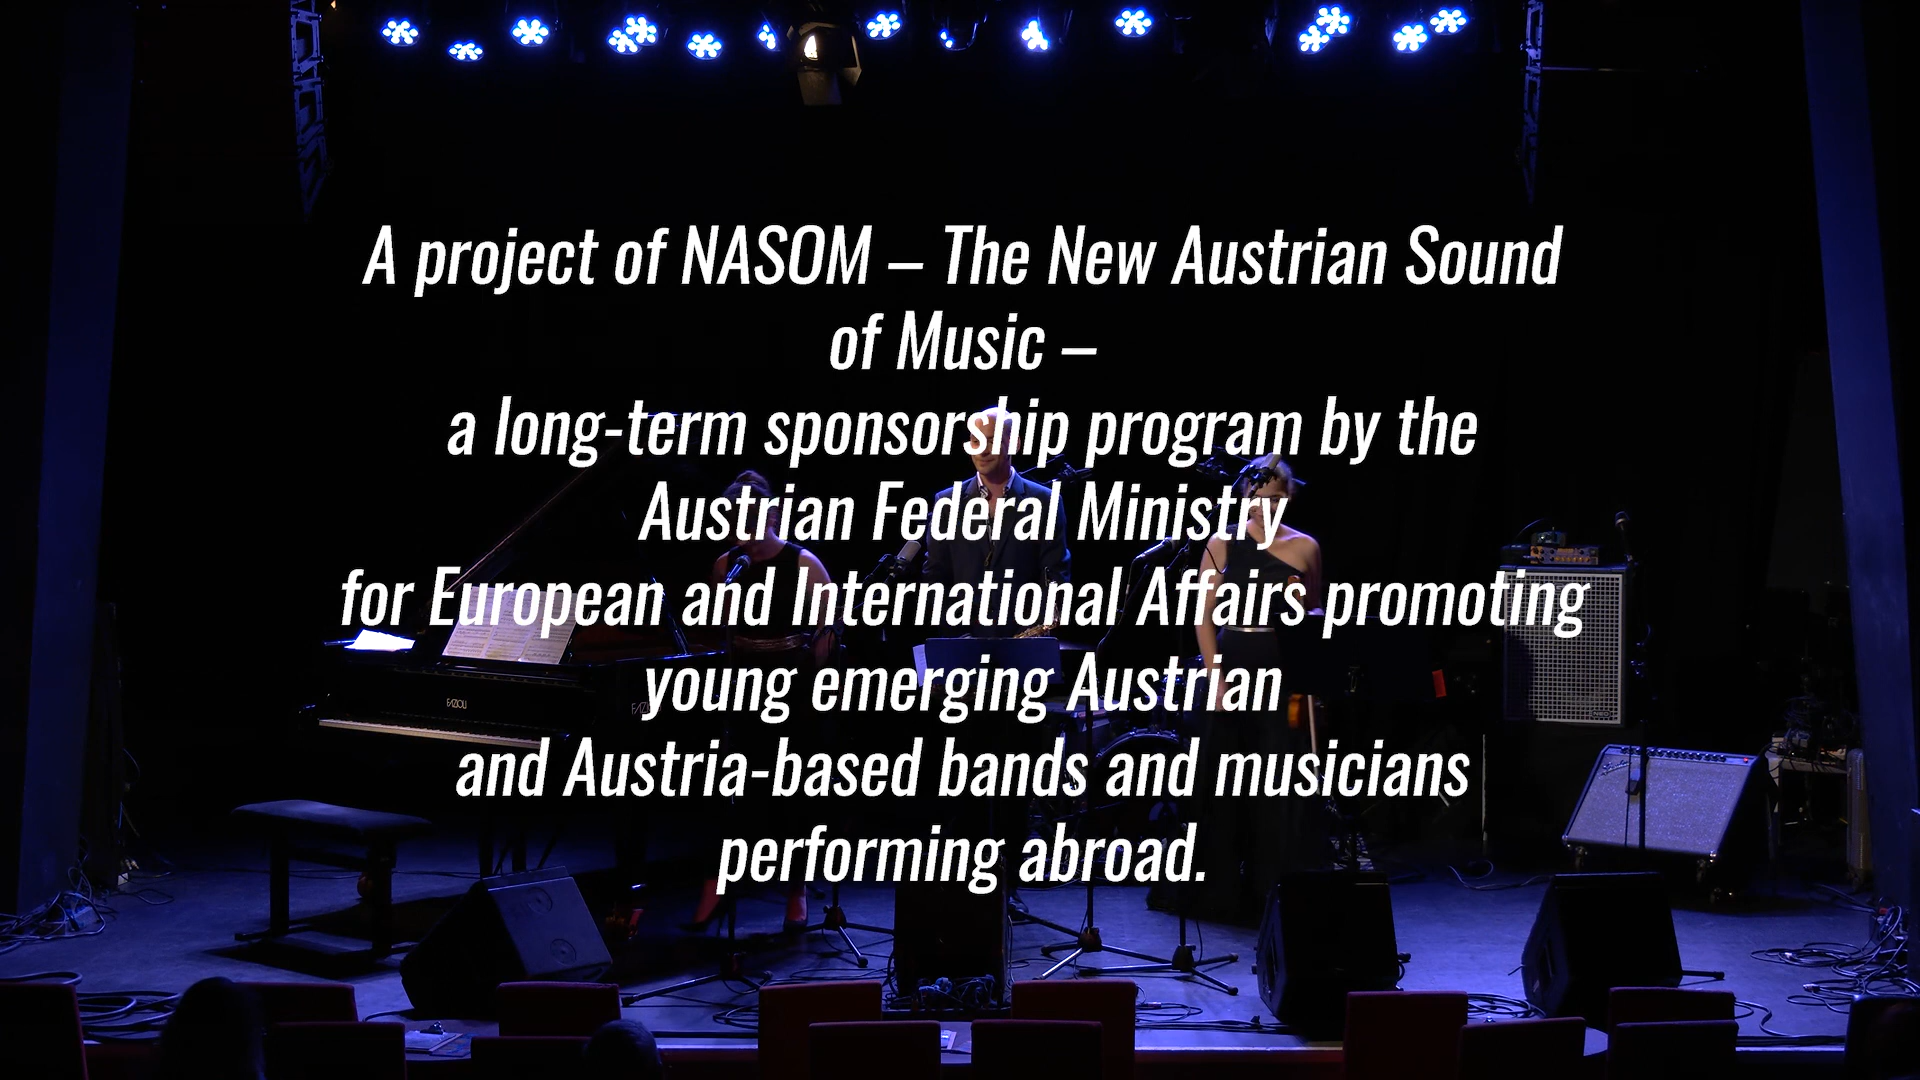 A project of NASOM – The New Austrian Sound
of Music –
a long-term sponsorship program by the
Austrian Federal Ministry
for European and International Affairs promoting
young emerging Austrian
and Austria-based bands and musicians
performing abroad.
FAZIOLI